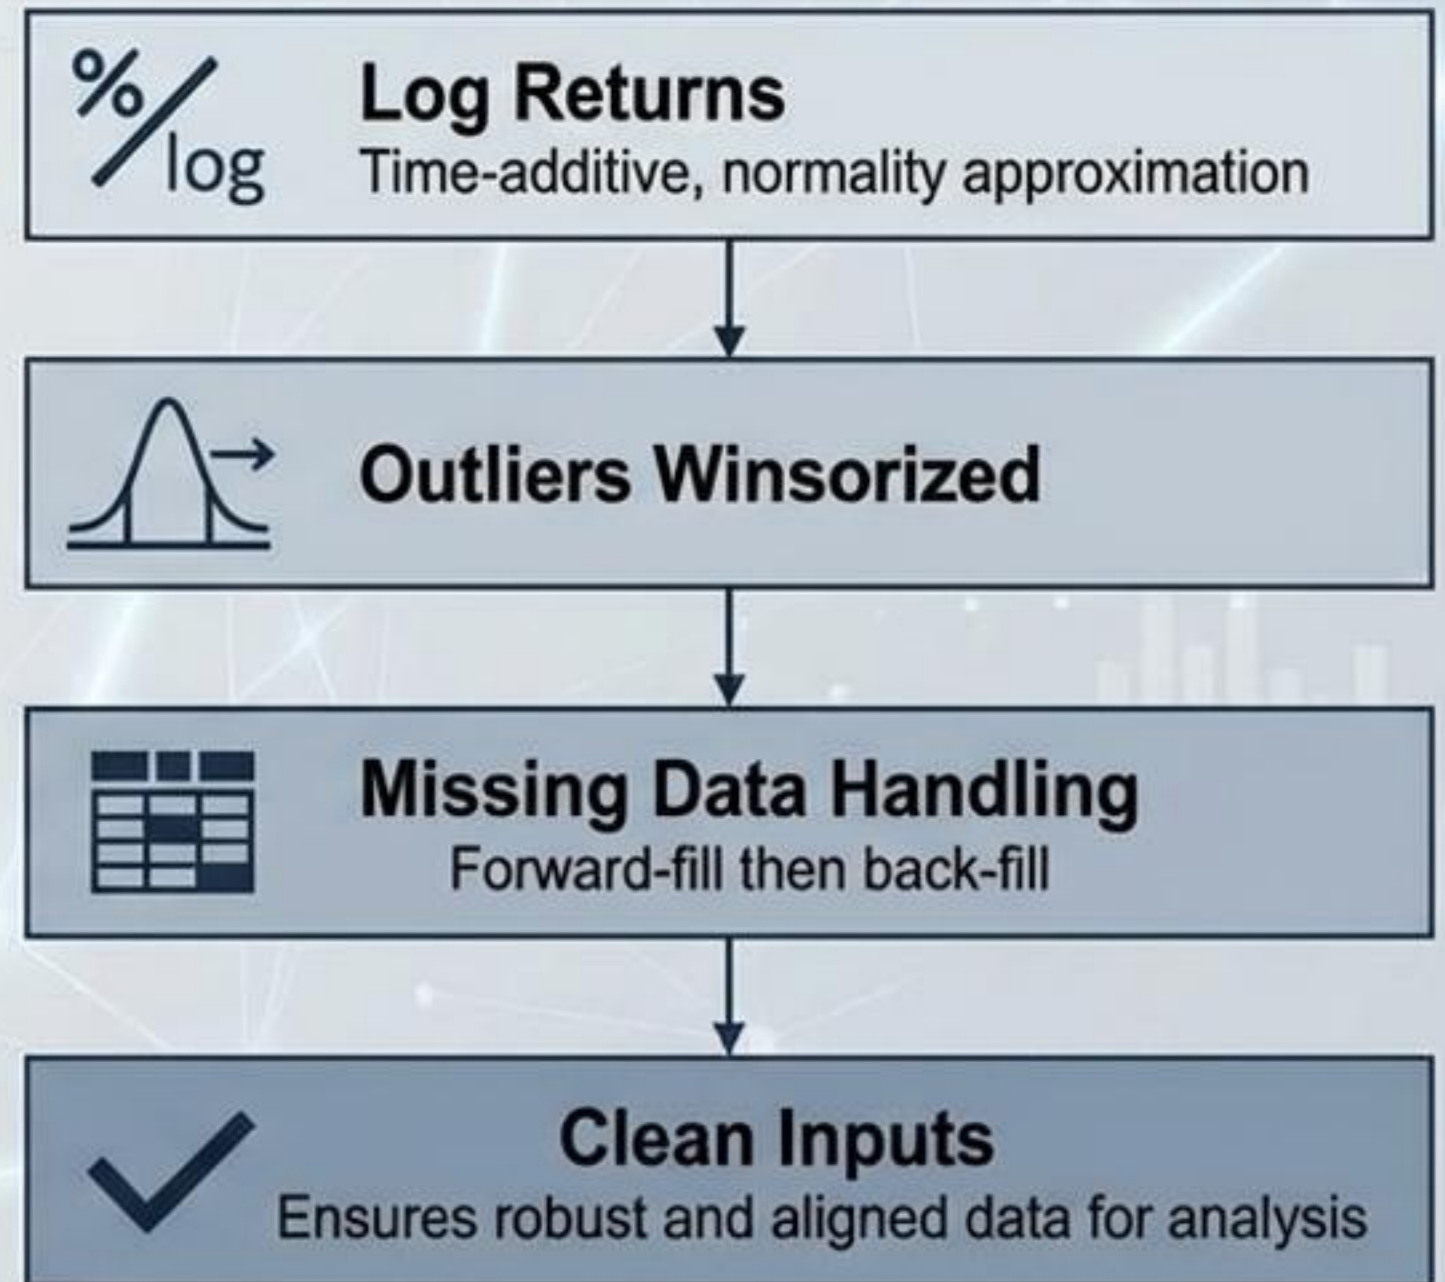 %/log
Log Returns
Time-additive, normality approximation
Outliers Winsorized
Missing Data Handling
Forward-fill then back-fill
Clean Inputs
Ensures robust and aligned data for analysis